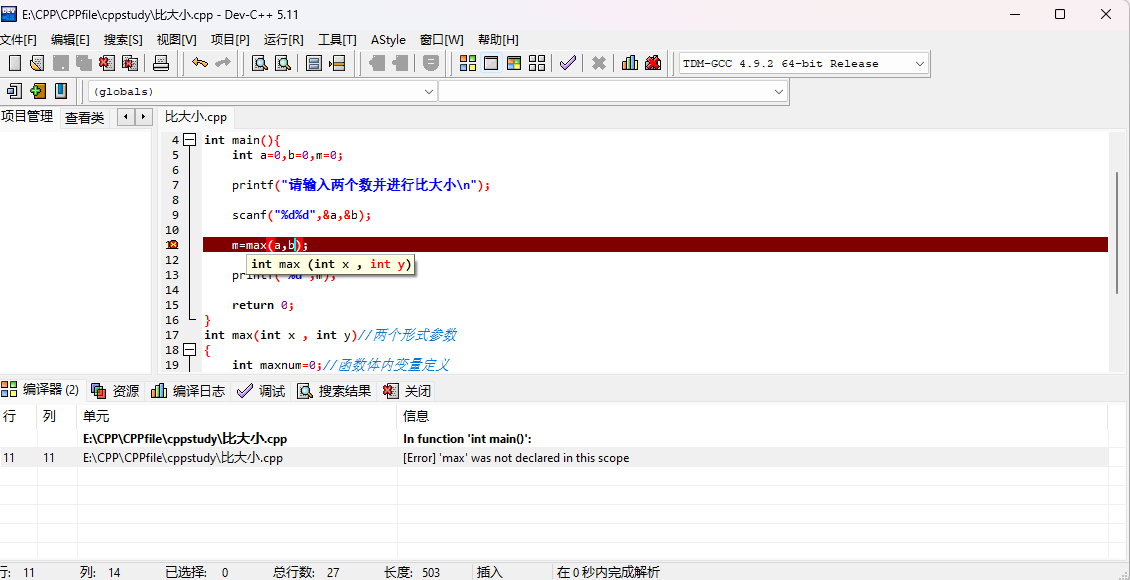 E:\CPP\CPPfile\cppstudy\比大小.cpp - Dev-C++ 5.11
文件[F] 编辑[E] 搜索[S] 视图[V] 项目[P] 运行[R] 工具[T] AStyle 窗口[W] 帮助[H]
TDM-GCC 4.9.2 64-bit Release
(globals)
项目管理 查看类 比大小.cpp
4 int main(){
5 int a=0,b=0,m=0;
6
7 printf("请输入两个数并进行比大小\n");
8
9 scanf("%d%d",&a,&b);
10
m=max(a,b);
12 int max (int x , int y)
13 printf("%d",m);
14
15 return 0;
16 }
17 int max(int x , int y)//两个形式参数
18 {
19 int maxnum=0;//函数体内变量定义
编译器 (2) 资源 编译日志 调试 搜索结果 关闭
行 列 单元 信息
E:\CPP\CPPfile\cppstudy\比大小.cpp In function 'int main()':
11 11 E:\CPP\CPPfile\cppstudy\比大小.cpp [Error] 'max' was not declared in this scope
行: 11 列: 14 已选择: 0 总行数: 27 长度: 503 插入 在 0 秒内完成解析